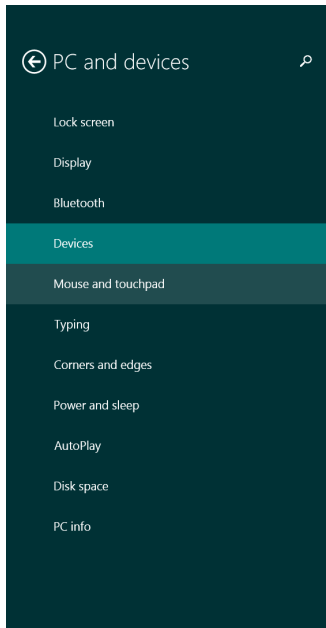 PC and devices
Lock screen
Display
Bluetooth
Devices
Mouse and touchpad
Typing
Corners and edges
Power and sleep
AutoPlay
Disk space
PC info